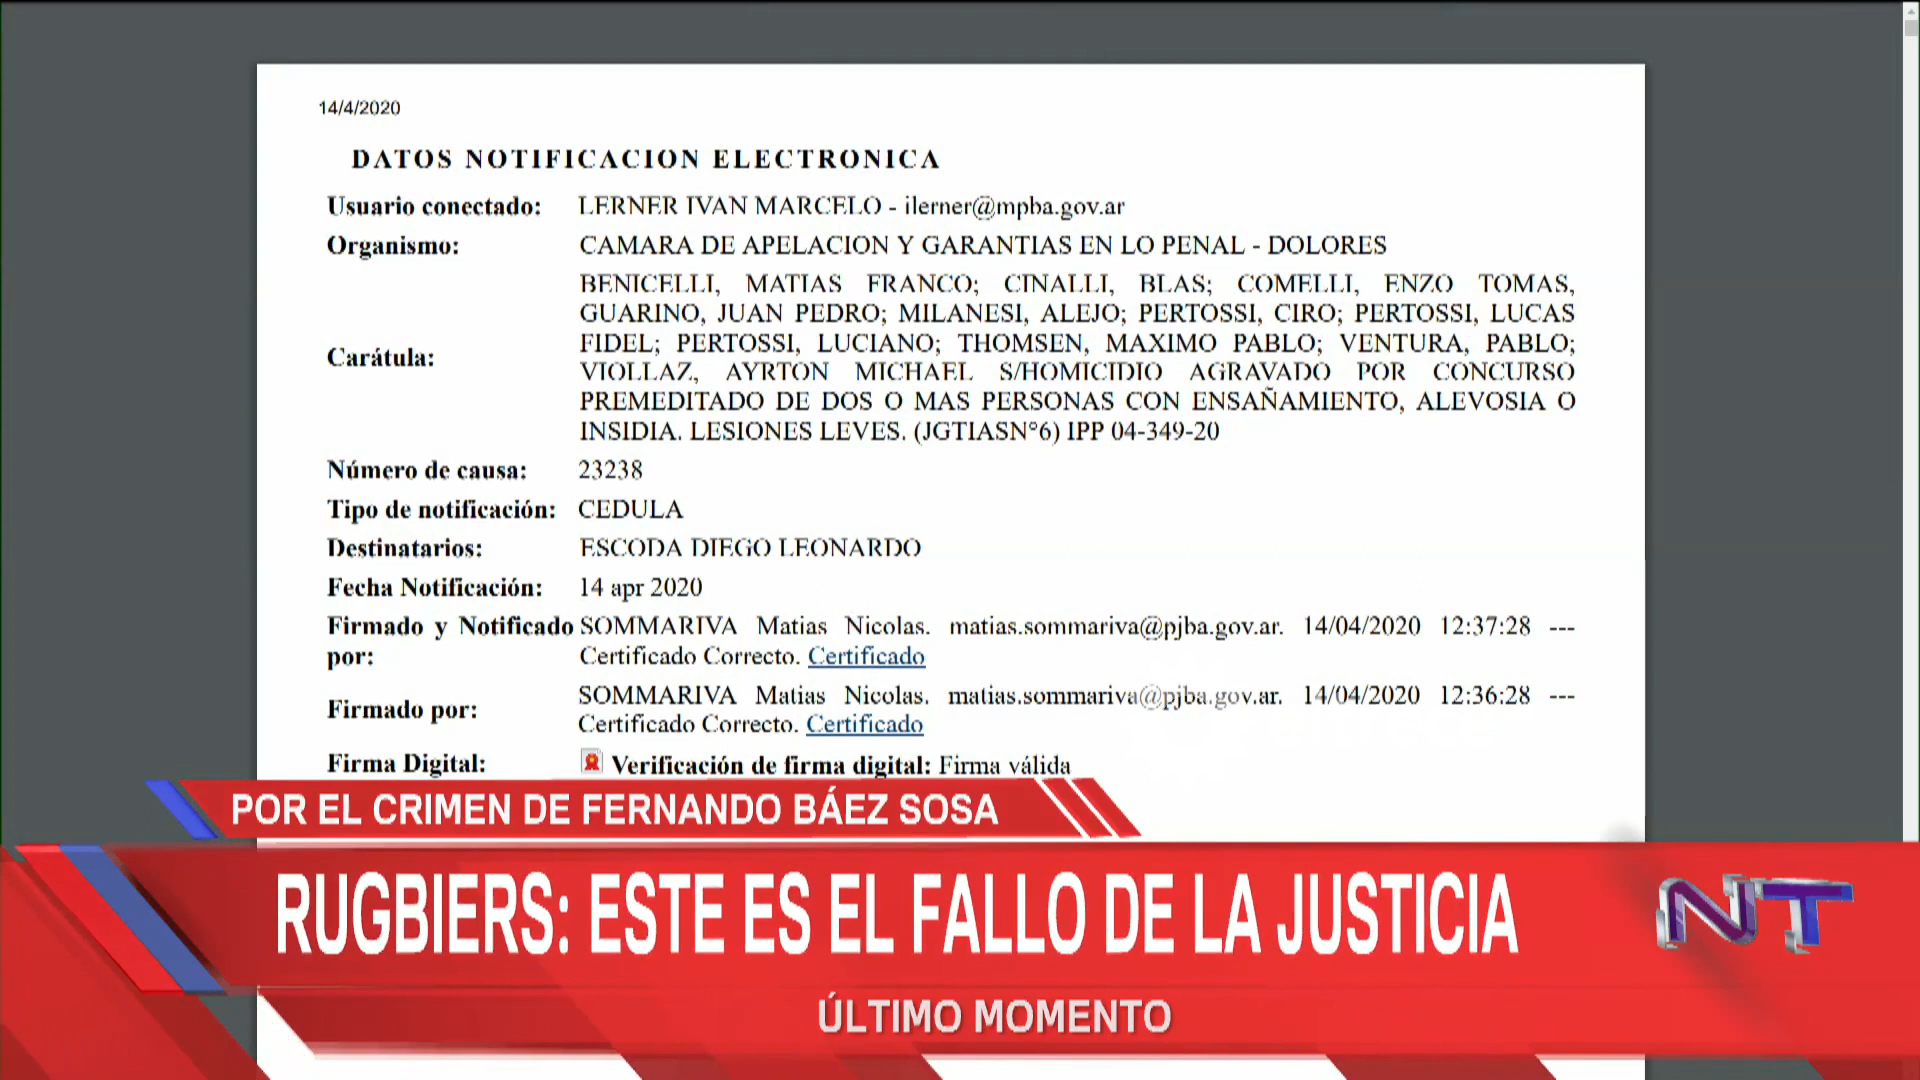 14/4/2020
DATOS NOTIFICACION ELECTRONICA
Usuario conectado: LERNER IVAN MARCELO - ilerner@mpba.gov.ar
Organismo: CAMARA DE APELACION Y GARANTIAS EN LO PENAL - DOLORES
Carátula: BENICELLI, MATIAS FRANCO; CINALLI, BLAS; COMELLI, ENZO TOMAS,
GUARINO, JUAN PEDRO; MILANESI, ALEJO; PERTOSSI, CIRO; PERTOSSI, LUCAS
FIDEL; PERTOSSI, LUCIANO; THOMSEN, MAXIMO PABLO; VENTURA, PABLO;
VIOLLAZ, AYRTON MICHAEL S/HOMICIDIO AGRAVADO POR CONCURSO
PREMEDITADO DE DOS O MAS PERSONAS CON ENSAÑAMIENTO, ALEVOSIA O
INSIDIA. LESIONES LEVES. (JGTIASN°6) IPP 04-349-20
Número de causa: 23238
Tipo de notificación: CEDULA
Destinatarios: ESCODA DIEGO LEONARDO
Fecha Notificación: 14 apr 2020
Firmado y Notificado SOMMARIVA Matias Nicolas. matias.sommariva@pjba.gov.ar. 14/04/2020 12:37:28 ---
por: Certificado Correcto. Certificado
Firmado por: SOMMARIVA Matias Nicolas. matias.sommariva@pjba.gov.ar. 14/04/2020 12:36:28 ---
Certificado Correcto. Certificado
Firma Digital: Verificación de firma digital: Firma válida
POR EL CRIMEN DE FERNANDO BÁEZ SOSA
RUGBIERS: ESTE ES EL FALLO DE LA JUSTICIA
NT
ÚLTIMO MOMENTO